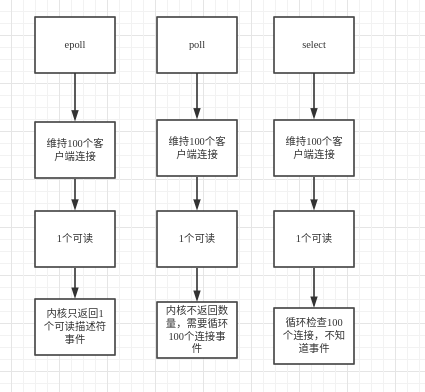 epoll
poll
select
维持100个客
户端连接
维持100个客
户端连接
维持100个客
户端连接
1个可读
1个可读
1个可读
内核只返回1
个可读描述符
事件
内核不返回数
量，需要循环
100个连接事
件
循环检查100
个连接，不知
道事件